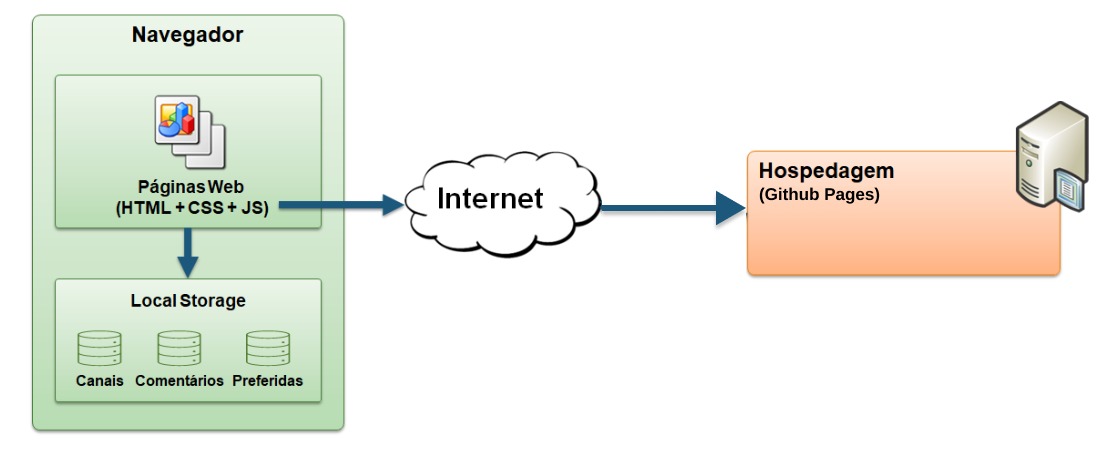 Navegador
Páginas Web
(HTML + CSS + JS)
Internet
Hospedagem
(Github Pages)
Local Storage
Canais Comentários Preferidas